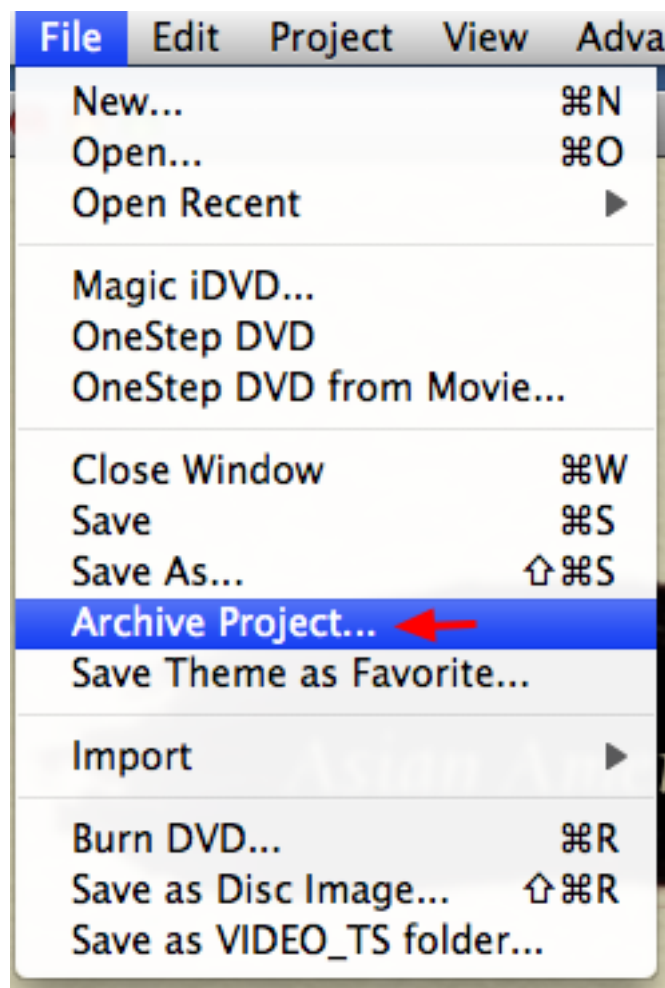 File Edit Project View Adva
New... ⌘N
Open... ⌘O
Open Recent ▶
Magic iDVD...
OneStep DVD
OneStep DVD from Movie...
Close Window ⌘W
Save ⌘S
Save As... ⇧⌘S
Archive Project...
Save Theme as Favorite...
Import ▶
Asian Ame
Burn DVD... ⌘R
Save as Disc Image... ⇧⌘R
Save as VIDEO_TS folder...